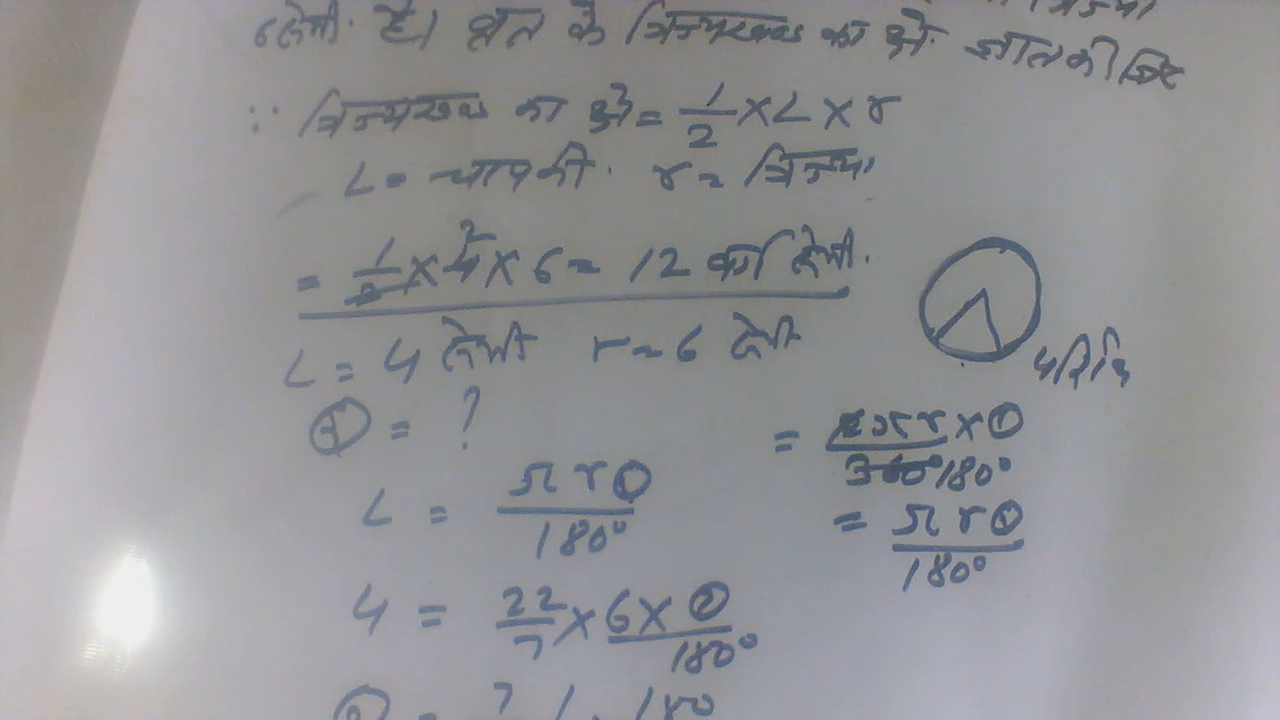 त्रिज्या
सेमी. है। वृत के त्रिज्यखण्ड का क्षे. ज्ञात कीजिए
∵ त्रिज्यखण्ड का क्षे = 1/2 × L × r
L = चाप की. r = त्रिज्या
= 1/2 × 4 2 × 6 = 12 वर्ग सेमी.
L = 4 सेमी r = 6 सेमी
परिधि
θ = ?
= 2πr × θ / 360° 180°
L = πrθ / 180°
= πrθ / 180°
4 = 22/7 × 6 × θ / 180°